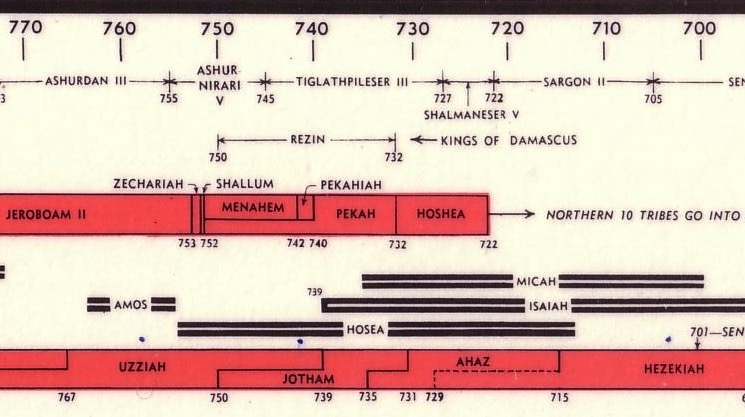 770 760 750 740 730 720 710 700
ASHURDAN III ASHUR- NIRARI V TIGLATHPILESER III SARGON II SEN
3 755 745 727 722 705
SHALMANESER V
REZIN KINGS OF DAMASCUS
750 732
ZECHARIAH SHALLUM PEKAHIAH
JEROBOAM II MENAHEM PEKAH HOSHEA NORTHERN 10 TRIBES GO INTO
753 752 742 740 732 722
MICAH
739
AMOS ISAIAH
HOSEA 701—SEN
UZZIAH JOTHAM AHAZ HEZEKIAH
767 750 739 735 731 729 715